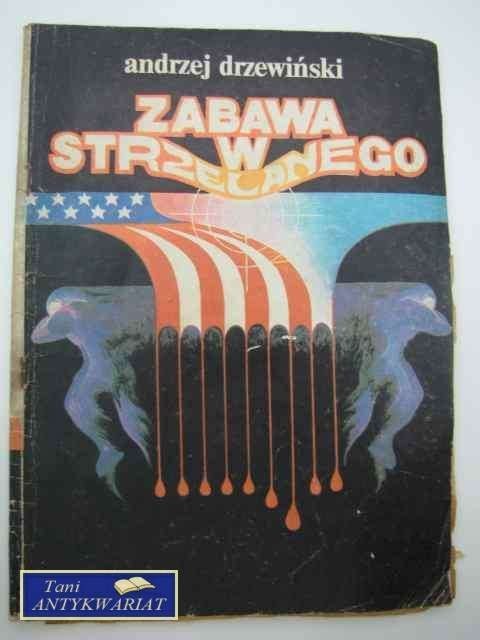 andrzej drzewiński
ZABAWA
W
STRZELANEGO
Tani
ANTYKWARIAT